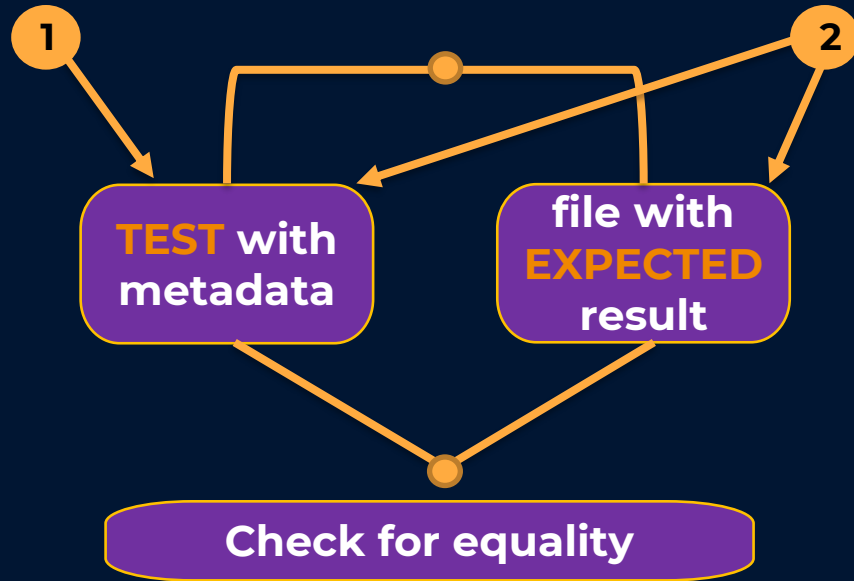 1
2
TEST with
metadata
file with
EXPECTED
result
Check for equality